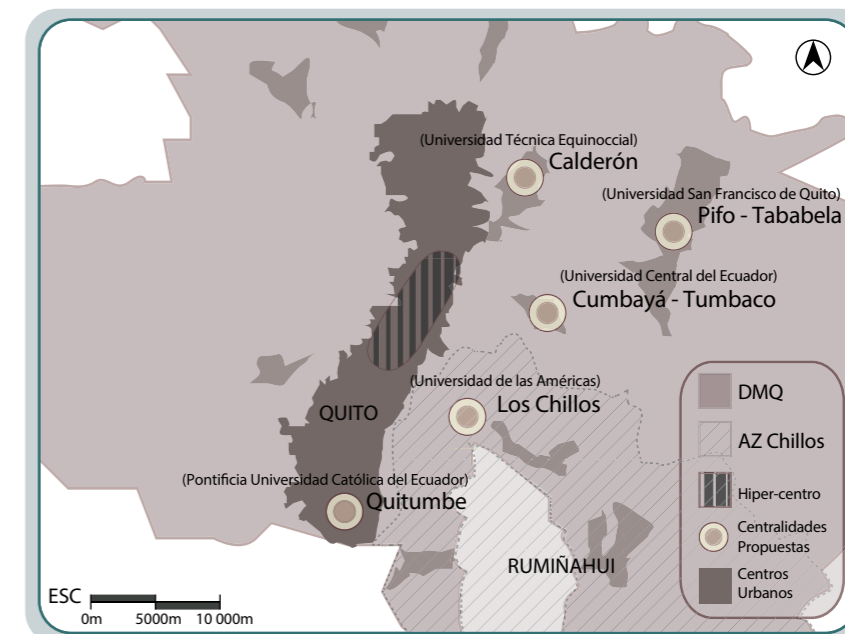 (Universidad Técnica Equinoccial)
Calderón
(Universidad San Francisco de Quito)
Pifo - Tababela
(Universidad Central del Ecuador)
Cumbayá - Tumbaco
(Universidad de las Américas)
Los Chillos
QUITO
(Pontificia Universidad Católica del Ecuador)
Quitumbe
RUMIÑAHUI
DMQ
AZ Chillos
Hiper-centro
Centralidades
Propuestas
Centros
Urbanos
ESC
0m 5000m 10 000m